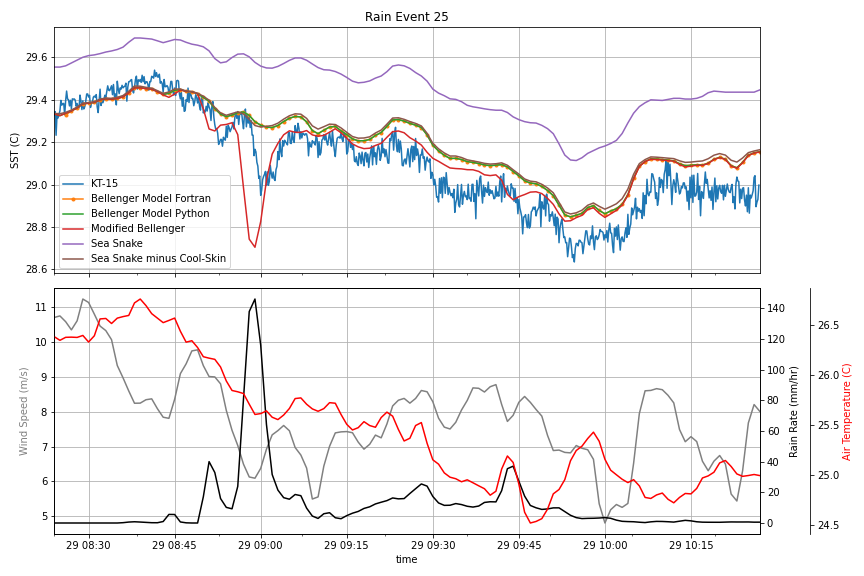 Rain Event 25
29.6
29.4
29.2
29.0
28.8
28.6
SST (C)
KT-15
Bellenger Model Fortran
Bellenger Model Python
Modified Bellenger
Sea Snake
Sea Snake minus Cool-Skin
11
10
9
8
7
6
5
Wind Speed (m/s)
140
120
100
80
60
40
20
0
Rain Rate (mm/hr)
26.5
26.0
25.5
25.0
24.5
Air Temperature (C)
29 08:30
29 08:45
29 09:00
29 09:15
29 09:30
29 09:45
29 10:00
29 10:15
time